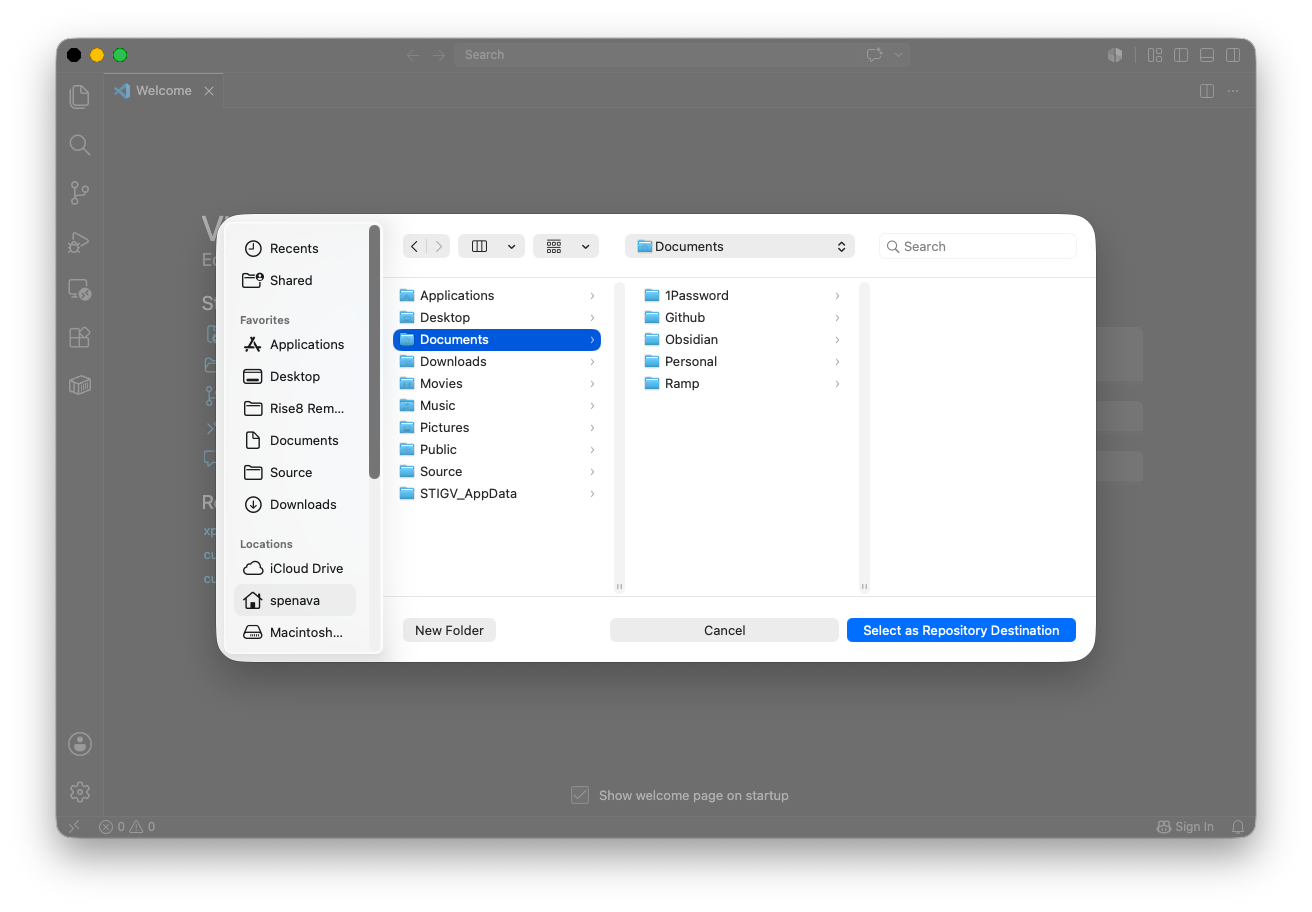 Search
Welcome
Recents
Shared
Favorites
Applications
Desktop
Rise8 Rem...
Documents
Source
Downloads
Locations
iCloud Drive
spenava
Macintosh...
Documents
Search
Applications
Desktop
Documents
Downloads
Movies
Music
Pictures
Public
Source
STIGV_AppData
1Password
Github
Obsidian
Personal
Ramp
New Folder
Cancel
Select as Repository Destination
Show welcome page on startup
0 0
Sign In